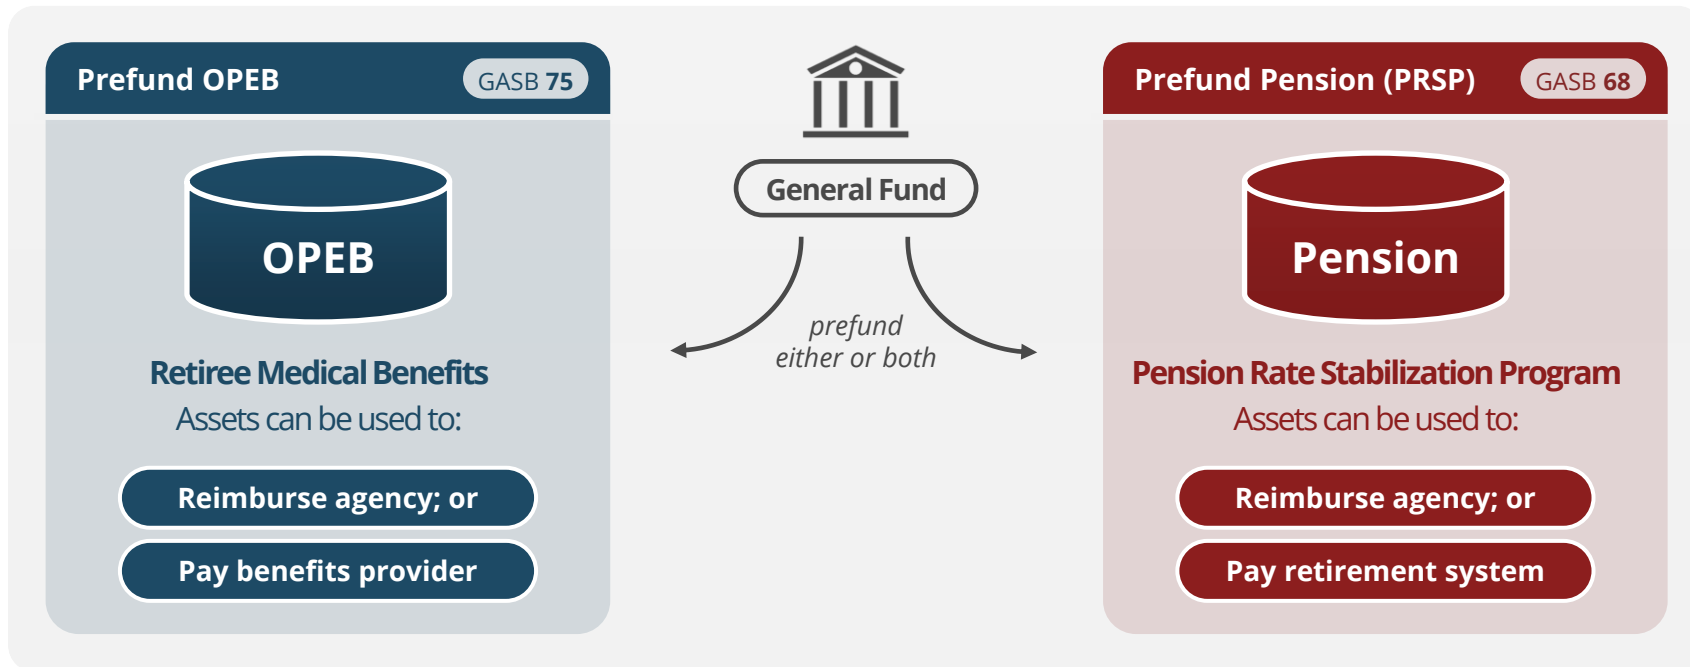 Prefund OPEB
GASB 75
OPEB
Retiree Medical Benefits
Assets can be used to:
Reimburse agency; or
Pay benefits provider
General Fund
prefund
either or both
Prefund Pension (PRSP)
GASB 68
Pension
Pension Rate Stabilization Program
Assets can be used to:
Reimburse agency; or
Pay retirement system